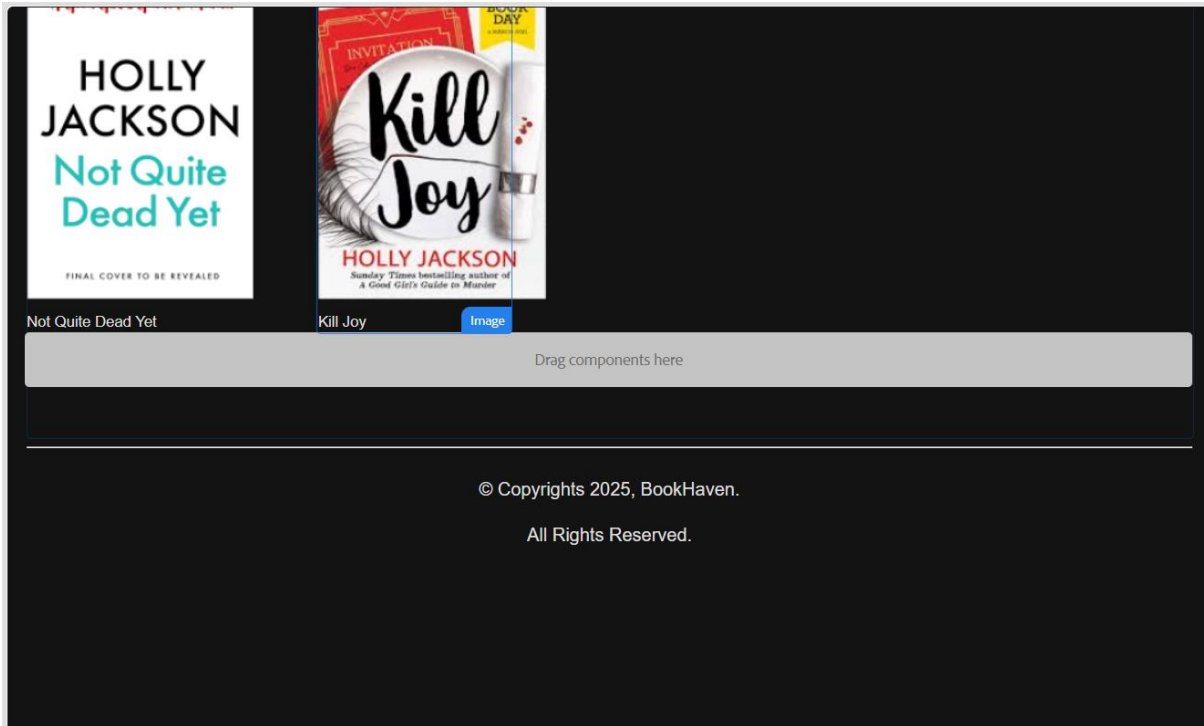 HOLLY
JACKSON
Not Quite
Dead Yet
FINAL COVER TO BE REVEALED
Not Quite Dead Yet
BOOK
DAY
INVITATION
Kill
Joy
HOLLY JACKSON
Sunday Times bestselling author of
A Good Girl's Guide to Murder
Kill Joy
Image
Drag components here
© Copyrights 2025, BookHaven.
All Rights Reserved.